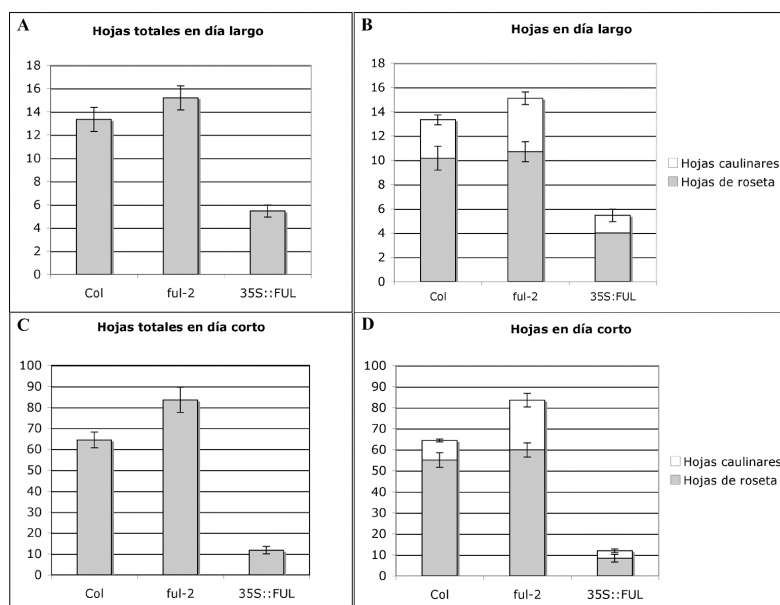 A
Hojas totales en día largo
18
16
14
12
10
8
6
4
2
0
Col ful-2 35S::FUL
B
Hojas en día largo
18
16
14
12
10
8
6
4
2
0
Col ful-2 35S:FUL
Hojas caulinares
Hojas de roseta
C
Hojas totales en día corto
100
90
80
70
60
50
40
30
20
10
0
Col ful-2 35S::FUL
D
Hojas en día corto
100
90
80
70
60
50
40
30
20
10
0
Col ful-2 35S::FUL
Hojas caulinares
Hojas de roseta